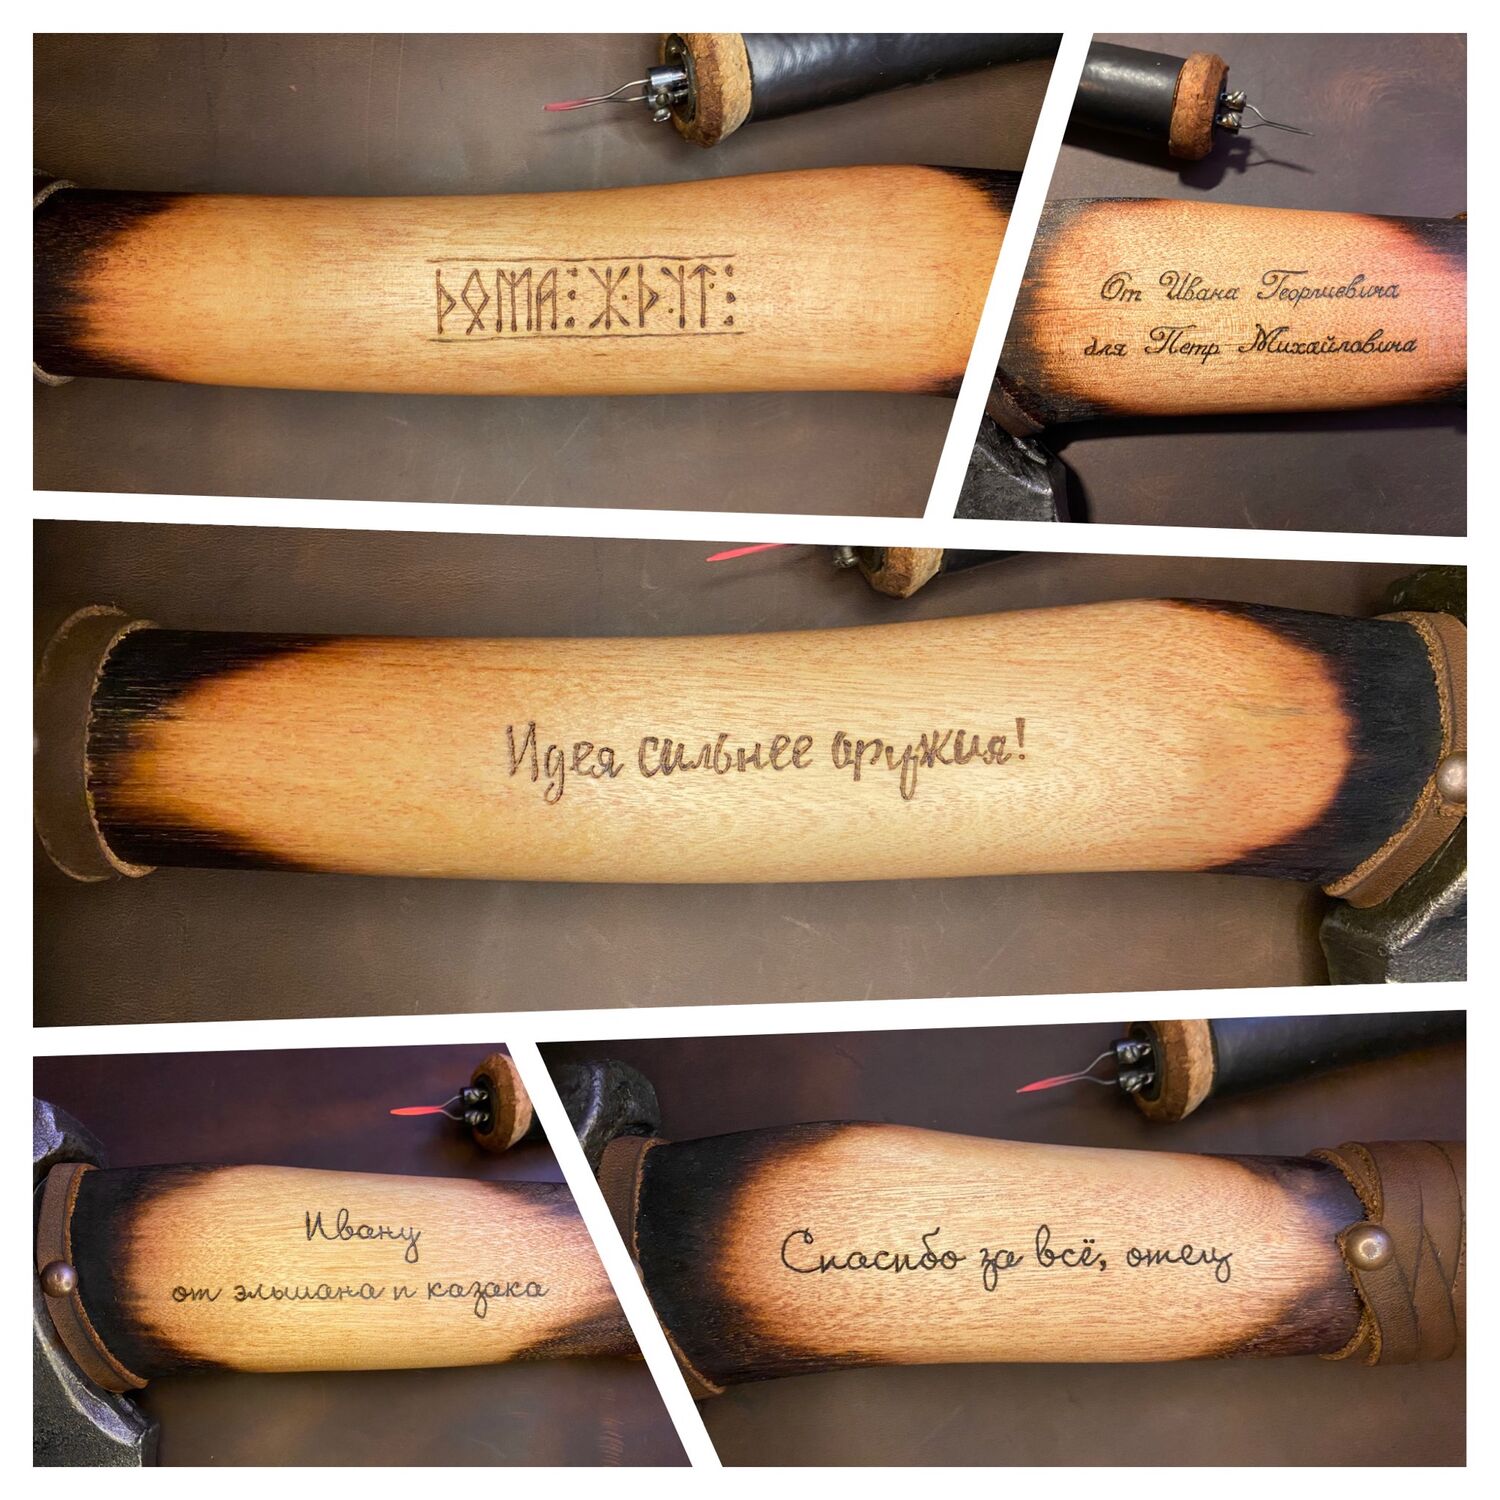 От Ивана Георгиевича
для Петр Михайловича
Идея сильнее оружия!
Ивану
от эльшана и казака
Спасибо за всё, отец